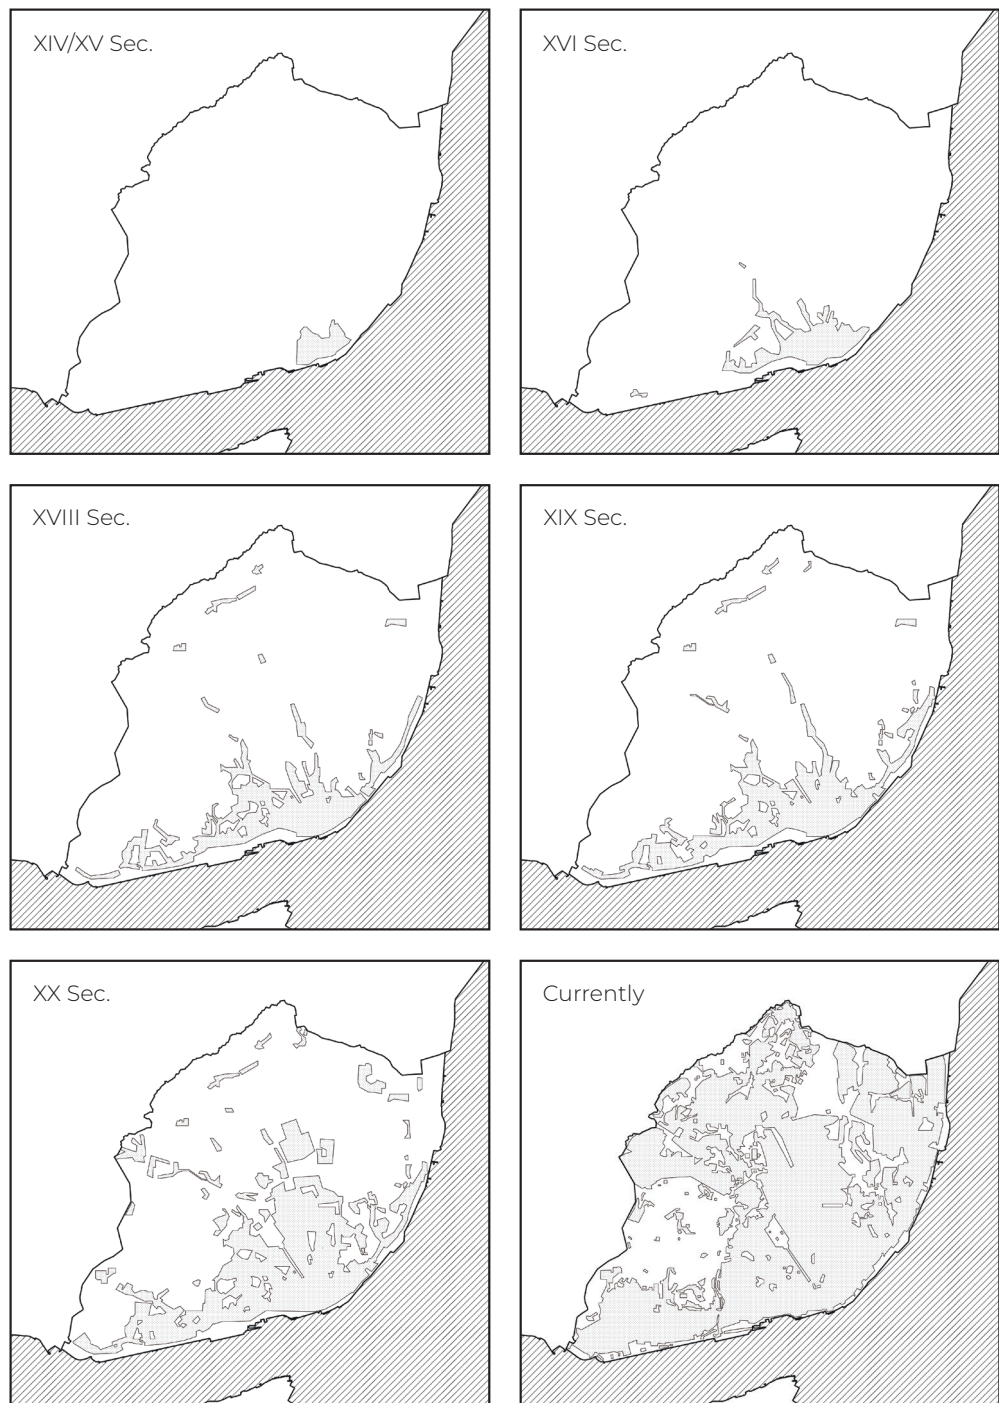 XIV/XV Sec.
XVI Sec.
XVIII Sec.
XIX Sec.
XX Sec.
Currently